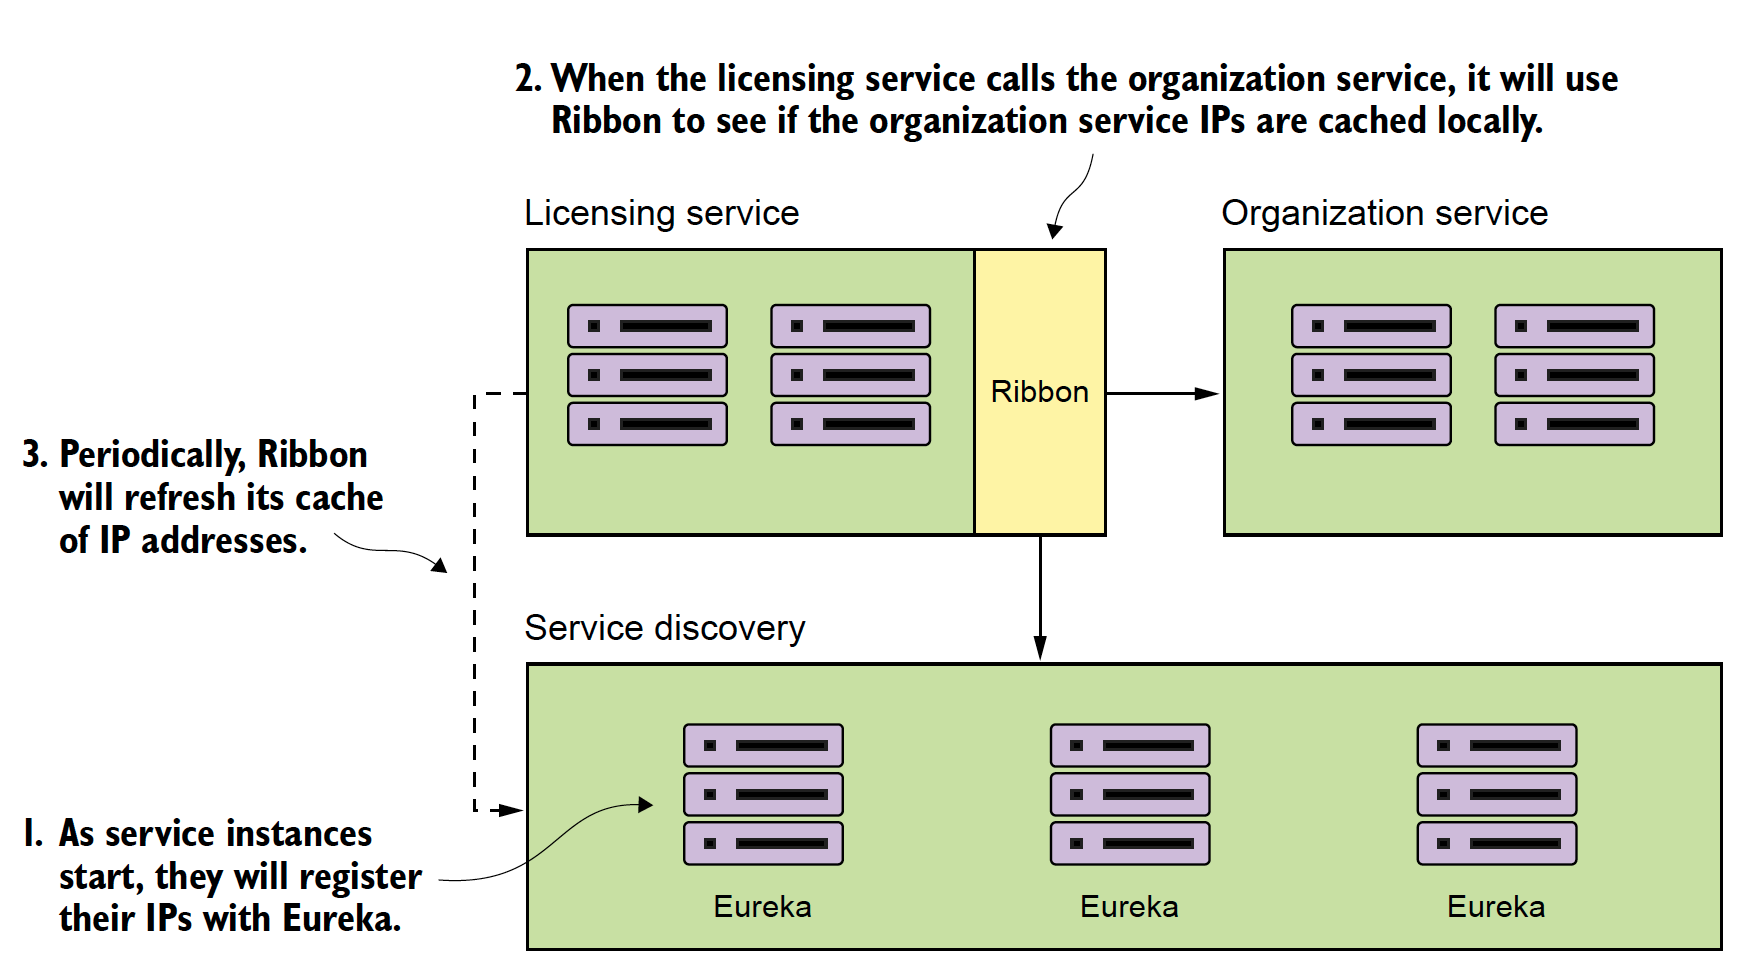 2. When the licensing service calls the organization service, it will use
Ribbon to see if the organization service IPs are cached locally.
Licensing service
Organization service
Ribbon
3. Periodically, Ribbon
will refresh its cache
of IP addresses.
Service discovery
1. As service instances
start, they will register
their IPs with Eureka.
Eureka
Eureka
Eureka